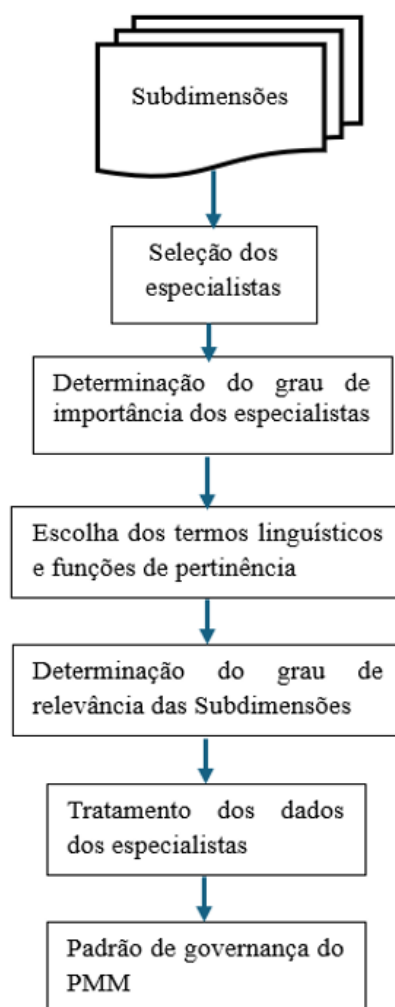 Subdimensões
Seleção dos
especialistas
Determinação do grau de
importância dos especialistas
Escolha dos termos linguísticos
e funções de pertinência
Determinação do grau de
relevância das Subdimensões
Tratamento dos dados
dos especialistas
Padrão de governança do
PMM